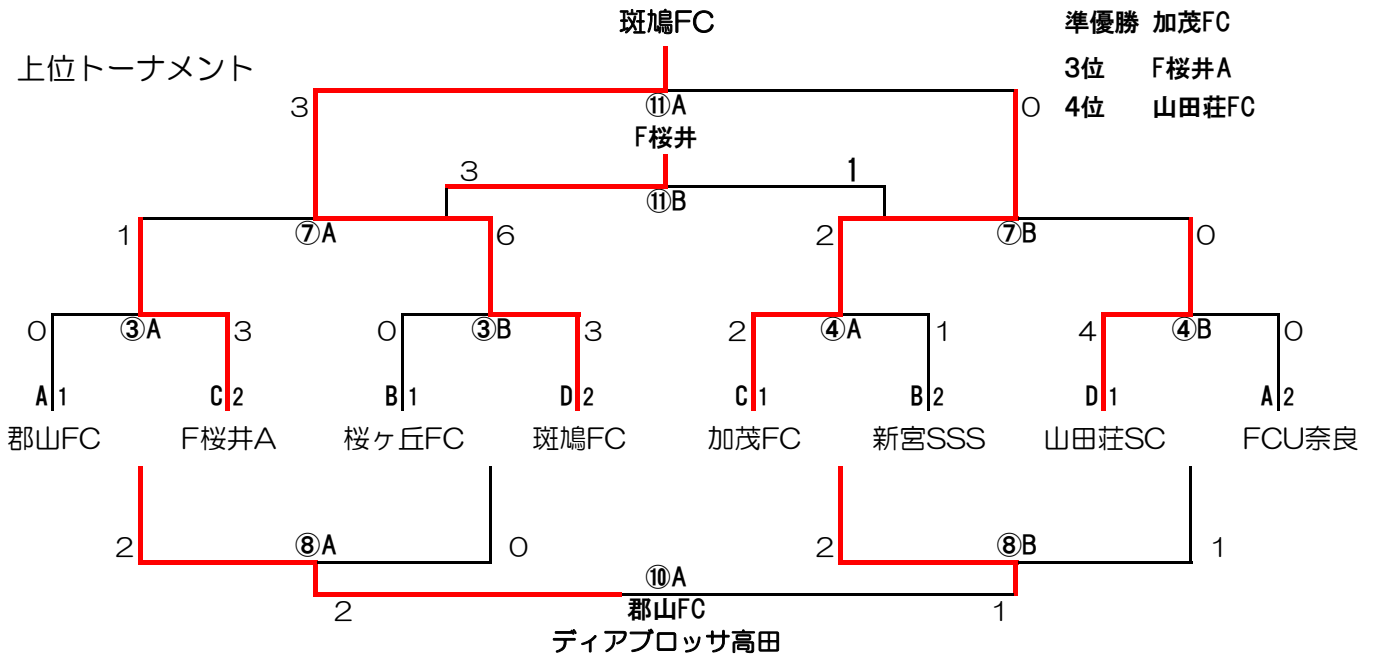 斑鳩FC
準優勝 加茂FC
上位トーナメント
3位 F桜井A
3 ⑪A 0
4位 山田荘FC
F桜井
3 1
⑪B
1 ⑦A 6 2 ⑦B 0
0 ③A 3 0 ③B 3 2 ④A 1 4 ④B 0
A 1 C 2 B 1 D 2 C 1 B 2 D 1 A 2
郡山FC F桜井A 桜ヶ丘FC 斑鳩FC 加茂FC 新宮SSS 山田荘SC FCU奈良
2 ⑧A 0 2 ⑧B 1
⑩A
2 郡山FC 1
ディアブロッサ高田